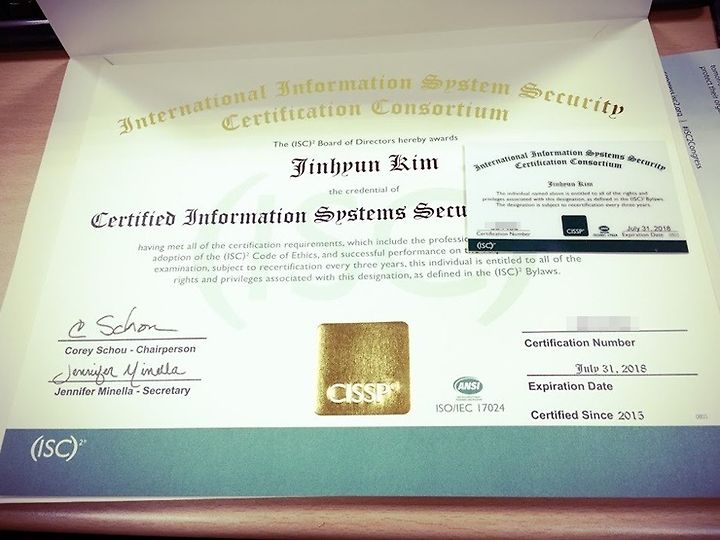 International Information System Security
Certification Consortium
The (ISC)² Board of Directors hereby awards
Jinhyun Kim
the credential of
Certified Information Systems Secu
having met all of the certification requirements, which include the professio
adoption of the (ISC)² Code of Ethics, and successful performance on the
examination, subject to recertification every three years, this individual is entitled to all of the
rights and privileges associated with this designation, as defined in the (ISC)² Bylaws.
C Schou
Corey Schou - Chairperson
Jennifer Minella
Jennifer Minella - Secretary
CISSP®
ANSI
ISO/IEC 17024
Certification Number
July 31, 2018
Expiration Date
Certified Since 2015
(ISC)²®
International Information Systems Security
Certification Consortium
Jinhyun Kim
The individual named above is entitled to all of the rights and
privileges associated with this designation, as defined in the (ISC)² Bylaws.
The designation is subject to recertification every three years.
July 31, 2018
Certification Number
CISSP
Expiration Date
(ISC)²
protect their
#ISC2Congress